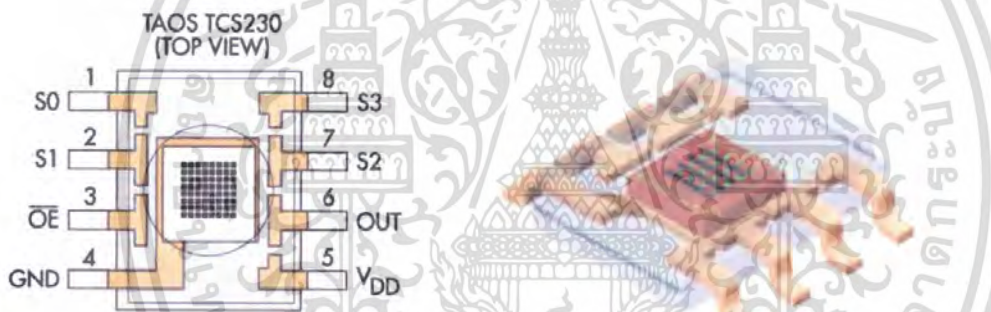 TAOS TCS230
(TOP VIEW)
1 8
S0 S3
2 7
S1 S2
3 6
O̅E̅ OUT
4 5
GND VDD